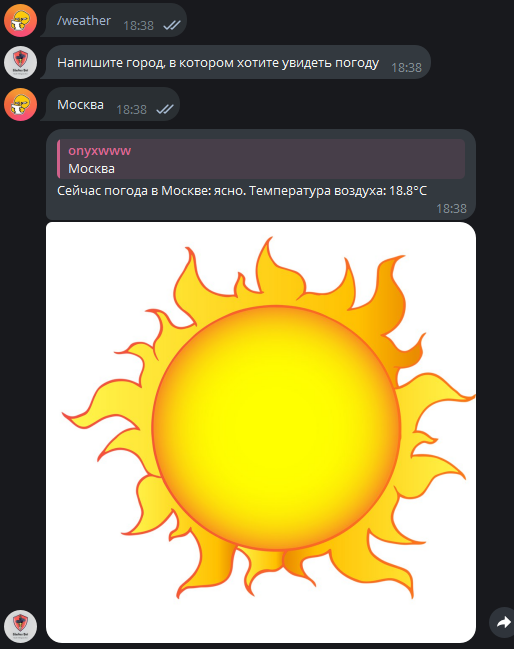 /weather 18:38
Напишите город, в котором хотите увидеть погоду 18:38
Москва 18:38
onyxwww
Москва
Сейчас погода в Москве: ясно. Температура воздуха: 18.8°C
18:38